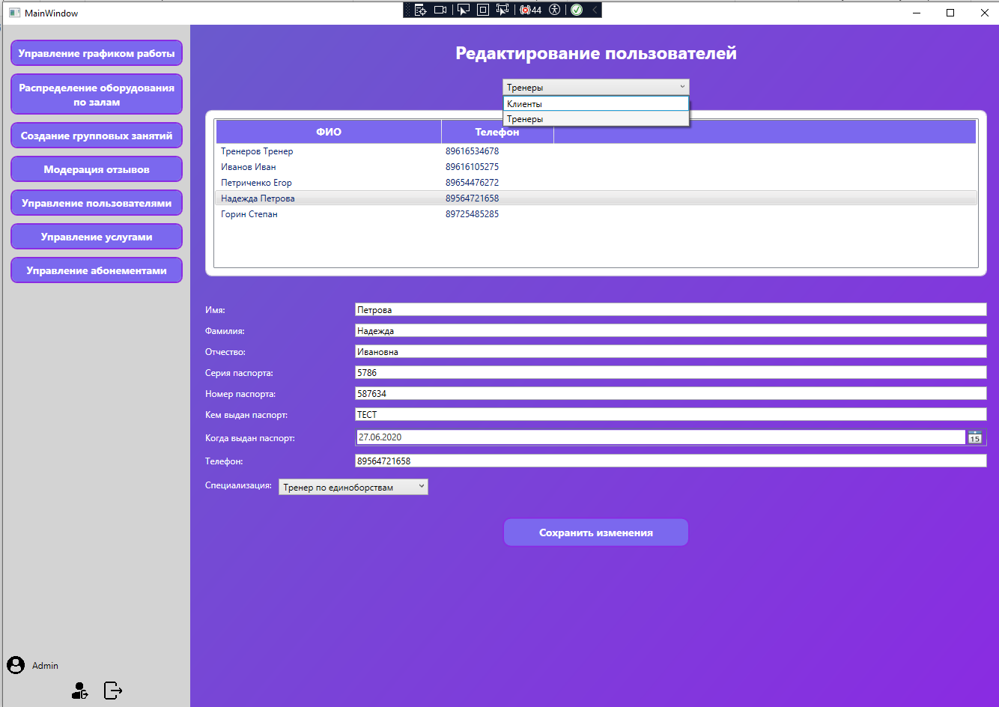 MainWindow
44
Управление графиком работы
Распределение оборудования
по залам
Создание групповых занятий
Модерация отзывов
Управление пользователями
Управление услугами
Управление абонементами
Admin
Редактирование пользователей
Тренеры
Клиенты
Тренеры
ФИО Телефон
Тренеров Тренер 89616534678
Иванов Иван 89616105275
Петриченко Егор 89654476272
Надежда Петрова 89564721658
Горин Степан 89725485285
Имя: Петрова
Фамилия: Надежда
Отчество: Ивановна
Серия паспорта: 5786
Номер паспорта: 587634
Кем выдан паспорт: ТЕСТ
Когда выдан паспорт: 27.06.2020 15
Телефон: 89564721658
Специализация: Тренер по единоборствам
Сохранить изменения